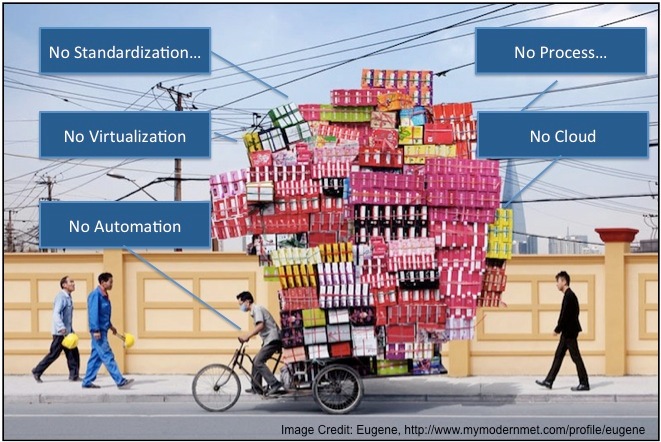 No Standardization…
No Process…
No Virtualization
No Cloud
No Automation
Image Credit: Eugene, http://www.mymodernmet.com/profile/eugene